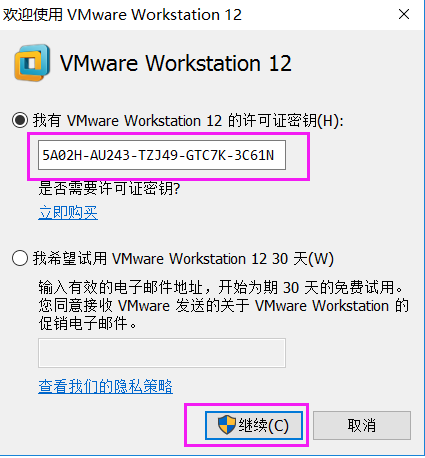 欢迎使用 VMware Workstation 12
VMware Workstation 12
我有 VMware Workstation 12 的许可证密钥(H):
5A02H-AU243-TZJ49-GTC7K-3C61N
是否需要许可证密钥?
立即购买
我希望试用 VMware Workstation 12 30 天(W)
输入有效的电子邮件地址，开始为期 30 天的免费试用。
您同意接收 VMware 发送的关于 VMware Workstation 的
促销电子邮件。
查看我们的隐私策略
继续(C)
取消